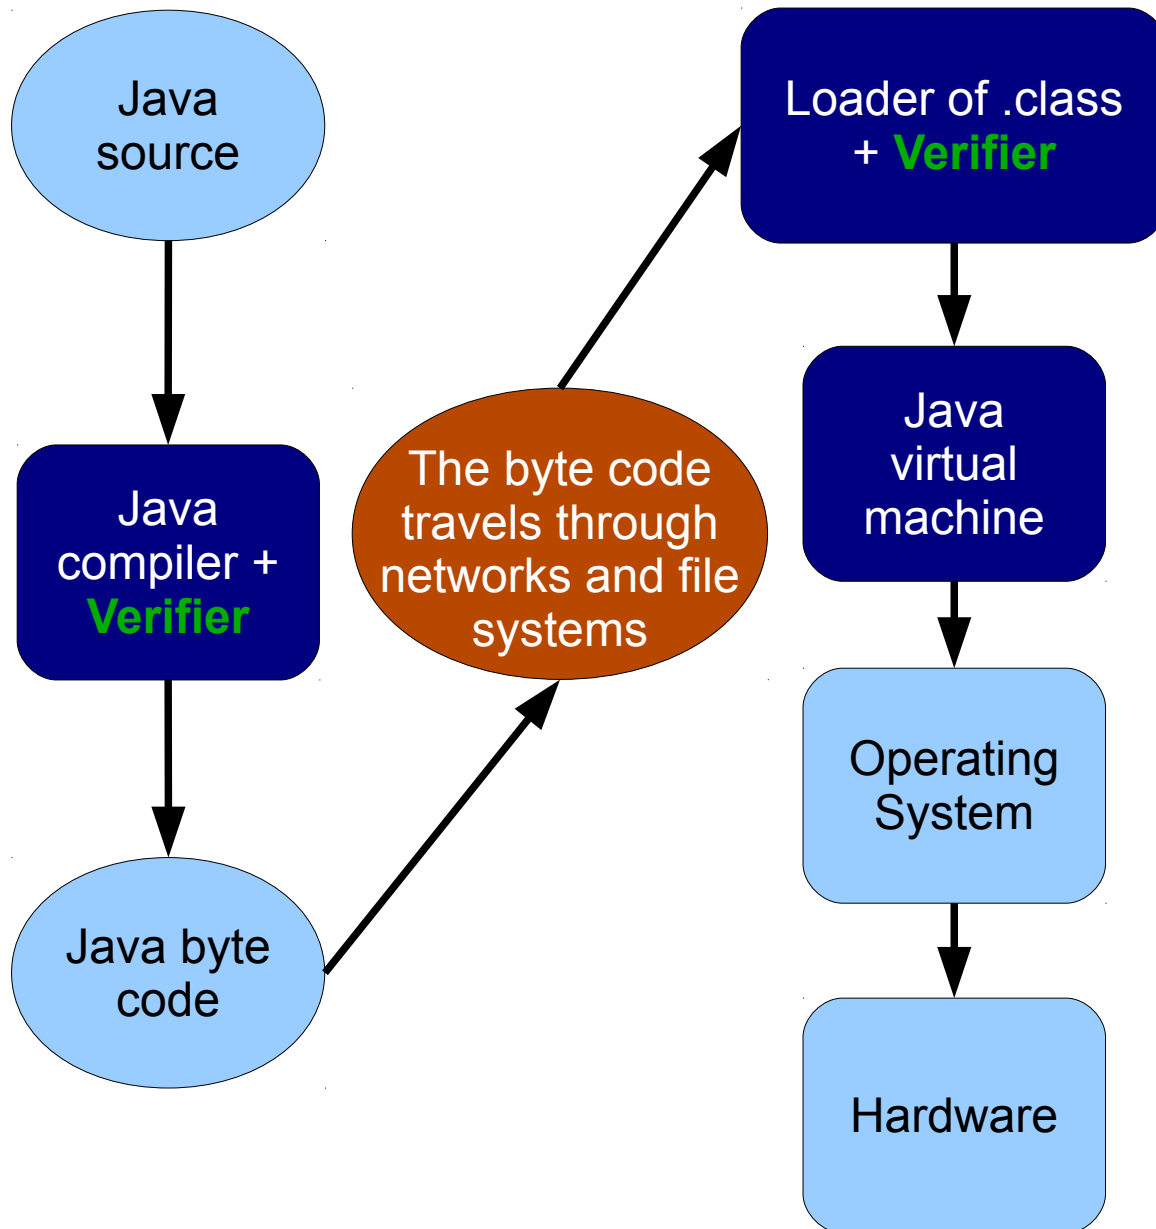 Java
source
Java
compiler +
Verifier
Java byte
code
The byte code
travels through
networks and file
systems
Loader of .class
+ Verifier
Java
virtual
machine
Operating
System
Hardware